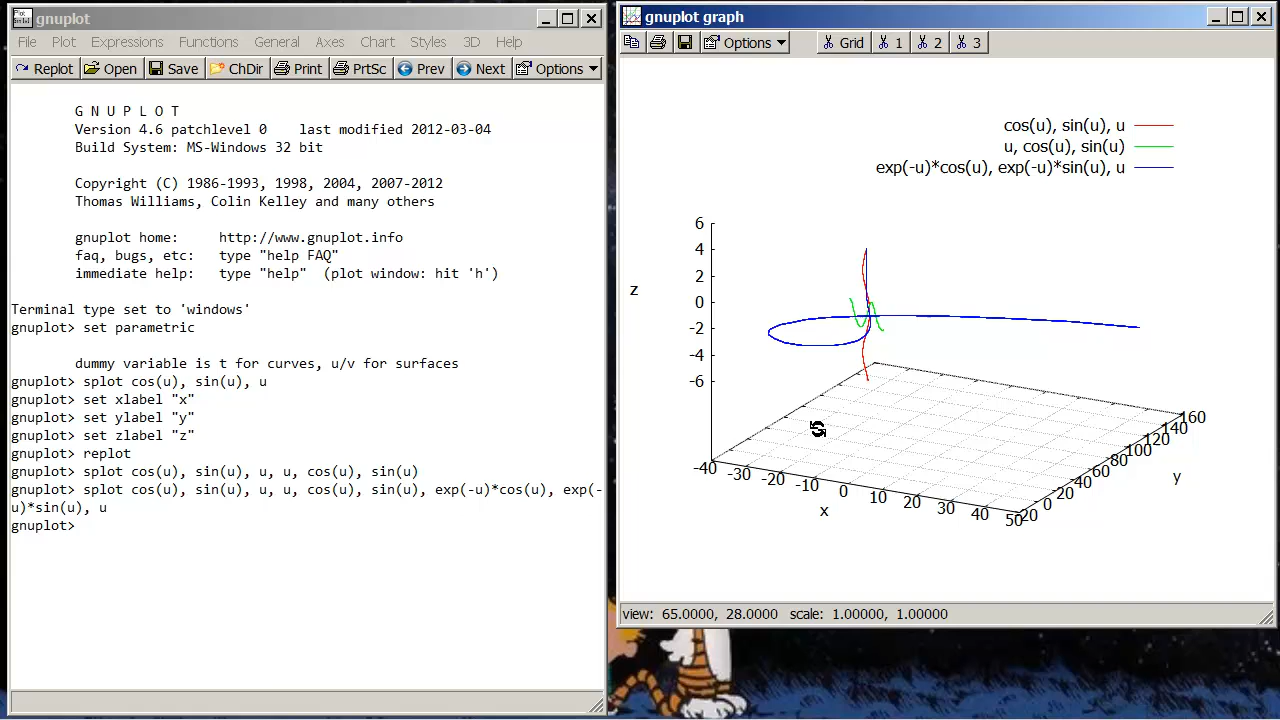 gnuplot
File Plot Expressions Functions General Axes Chart Styles 3D Help
Replot Open Save ChDir Print PrtSc Prev Next Options
G N U P L O T
Version 4.6 patchlevel 0    last modified 2012-03-04
Build System: MS-Windows 32 bit
Copyright (C) 1986-1993, 1998, 2004, 2007-2012
Thomas Williams, Colin Kelley and many others
gnuplot home:     http://www.gnuplot.info
faq, bugs, etc:   type "help FAQ"
immediate help:   type "help"  (plot window: hit 'h')
Terminal type set to 'windows'
gnuplot> set parametric
dummy variable is t for curves, u/v for surfaces
gnuplot> splot cos(u), sin(u), u
gnuplot> set xlabel "x"
gnuplot> set ylabel "y"
gnuplot> set zlabel "z"
gnuplot> replot
gnuplot> splot cos(u), sin(u), u, u, cos(u), sin(u)
gnuplot> splot cos(u), sin(u), u, u, cos(u), sin(u), exp(-u)*cos(u), exp(-
u)*sin(u), u
gnuplot>
gnuplot graph
Options Grid 1 2 3
cos(u), sin(u), u
u, cos(u), sin(u)
exp(-u)*cos(u), exp(-u)*sin(u), u
6
4
2
z
0
-2
-4
-6
-40 -30 -20 -10 0 10 20 30 40 50
x
-20 0 20 40 60 80 100 120 140 160
y
view: 65.0000, 28.0000 scale: 1.00000, 1.00000